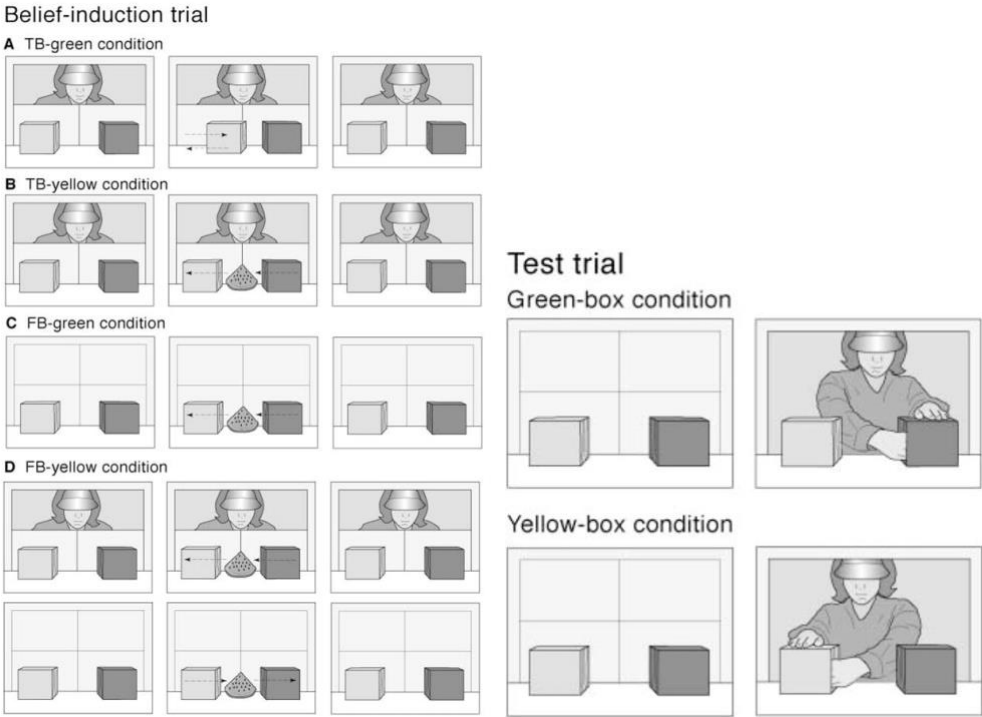 Belief-induction trial
A TB-green condition
B TB-yellow condition
C FB-green condition
D FB-yellow condition
Test trial
Green-box condition
Yellow-box condition